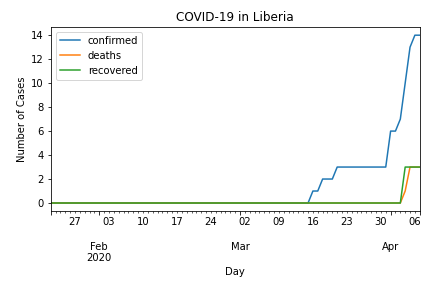 COVID-19 in Liberia
confirmed
deaths
recovered
Number of Cases
14
12
10
8
6
4
2
0
27 03 10 17 24 02 09 16 23 30 06
Feb Mar Apr
2020
Day